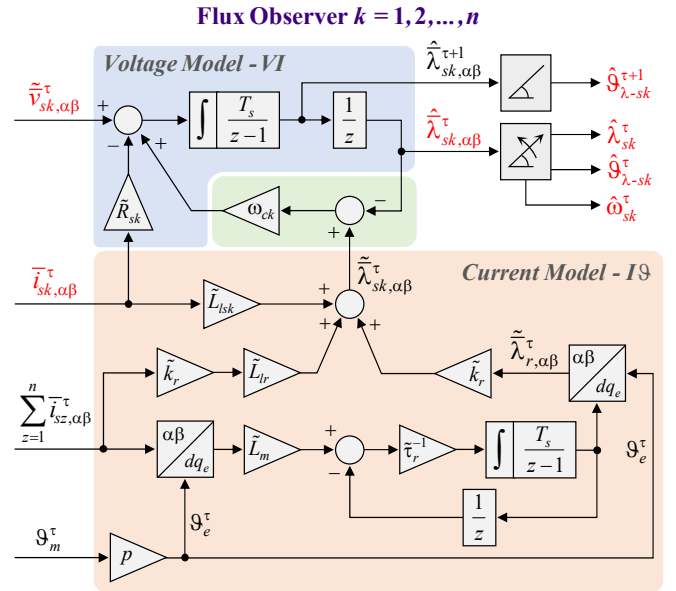 Flux Observer k = 1, 2, ..., n
Voltage Model - VI
ṽ̄^τ_{sk,αβ}
+
−
+
∫ T_s / (z − 1)
1/z
λ̂̄^{τ+1}_{sk,αβ}
ϑ̂^{τ+1}_{λ-sk}
λ̂̄^τ_{sk,αβ}
λ̂^τ_{sk}
ϑ̂^τ_{λ-sk}
ω̂^τ_{sk}
R̃_{sk}
ω_{ck}
−
+
λ̃̄^τ_{sk,αβ}
Current Model - Iϑ
i̅^τ_{sk,αβ}
L̃_{lsk}
+
+
+
k̃_r
L̃_{lr}
k̃_r
λ̃̄^τ_{r,αβ}
αβ
dq_e
∑_{z=1}^{n} i̅^τ_{sz,αβ}
αβ
dq_e
L̃_m
+
−
τ̃_r^{−1}
∫ T_s / (z − 1)
ϑ^τ_e
1/z
ϑ^τ_e
ϑ^τ_m
p